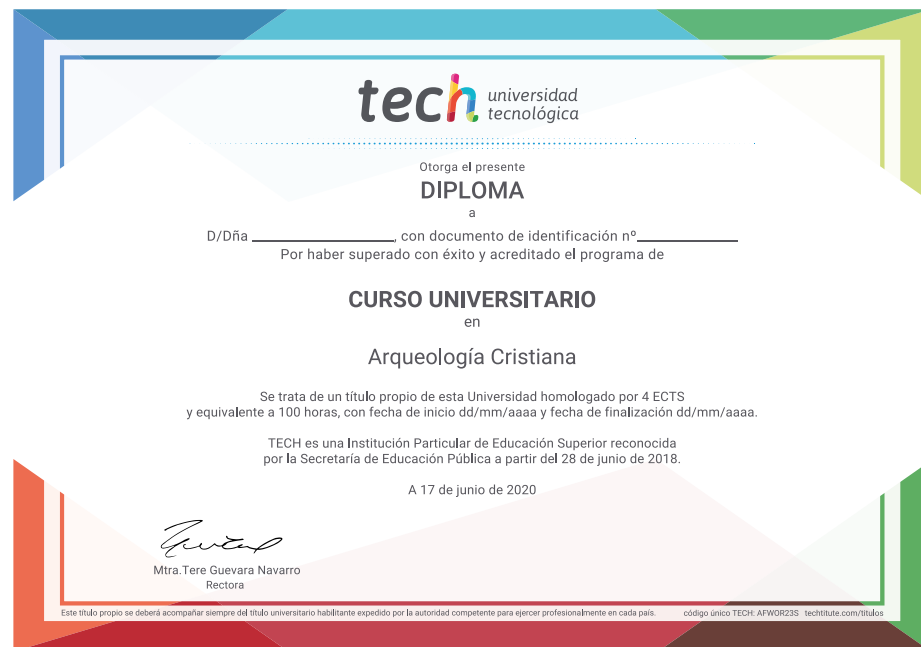 tech universidad
tecnológica
Otorga el presente
DIPLOMA
a
D/Dña ____________, con documento de identificación nº____________
Por haber superado con éxito y acreditado el programa de
CURSO UNIVERSITARIO
en
Arqueología Cristiana
Se trata de un título propio de esta Universidad homologado por 4 ECTS
y equivalente a 100 horas, con fecha de inicio dd/mm/aaaa y fecha de finalización dd/mm/aaaa.
TECH es una Institución Particular de Educación Superior reconocida
por la Secretaría de Educación Pública a partir del 28 de junio de 2018.
A 17 de junio de 2020
Mtra.Tere Guevara Navarro
Rectora
Este título propio se deberá acompañar siempre del título universitario habilitante expedido por la autoridad competente para ejercer profesionalmente en cada país. código único TECH: AFWOR23S techtitute.com/titulos